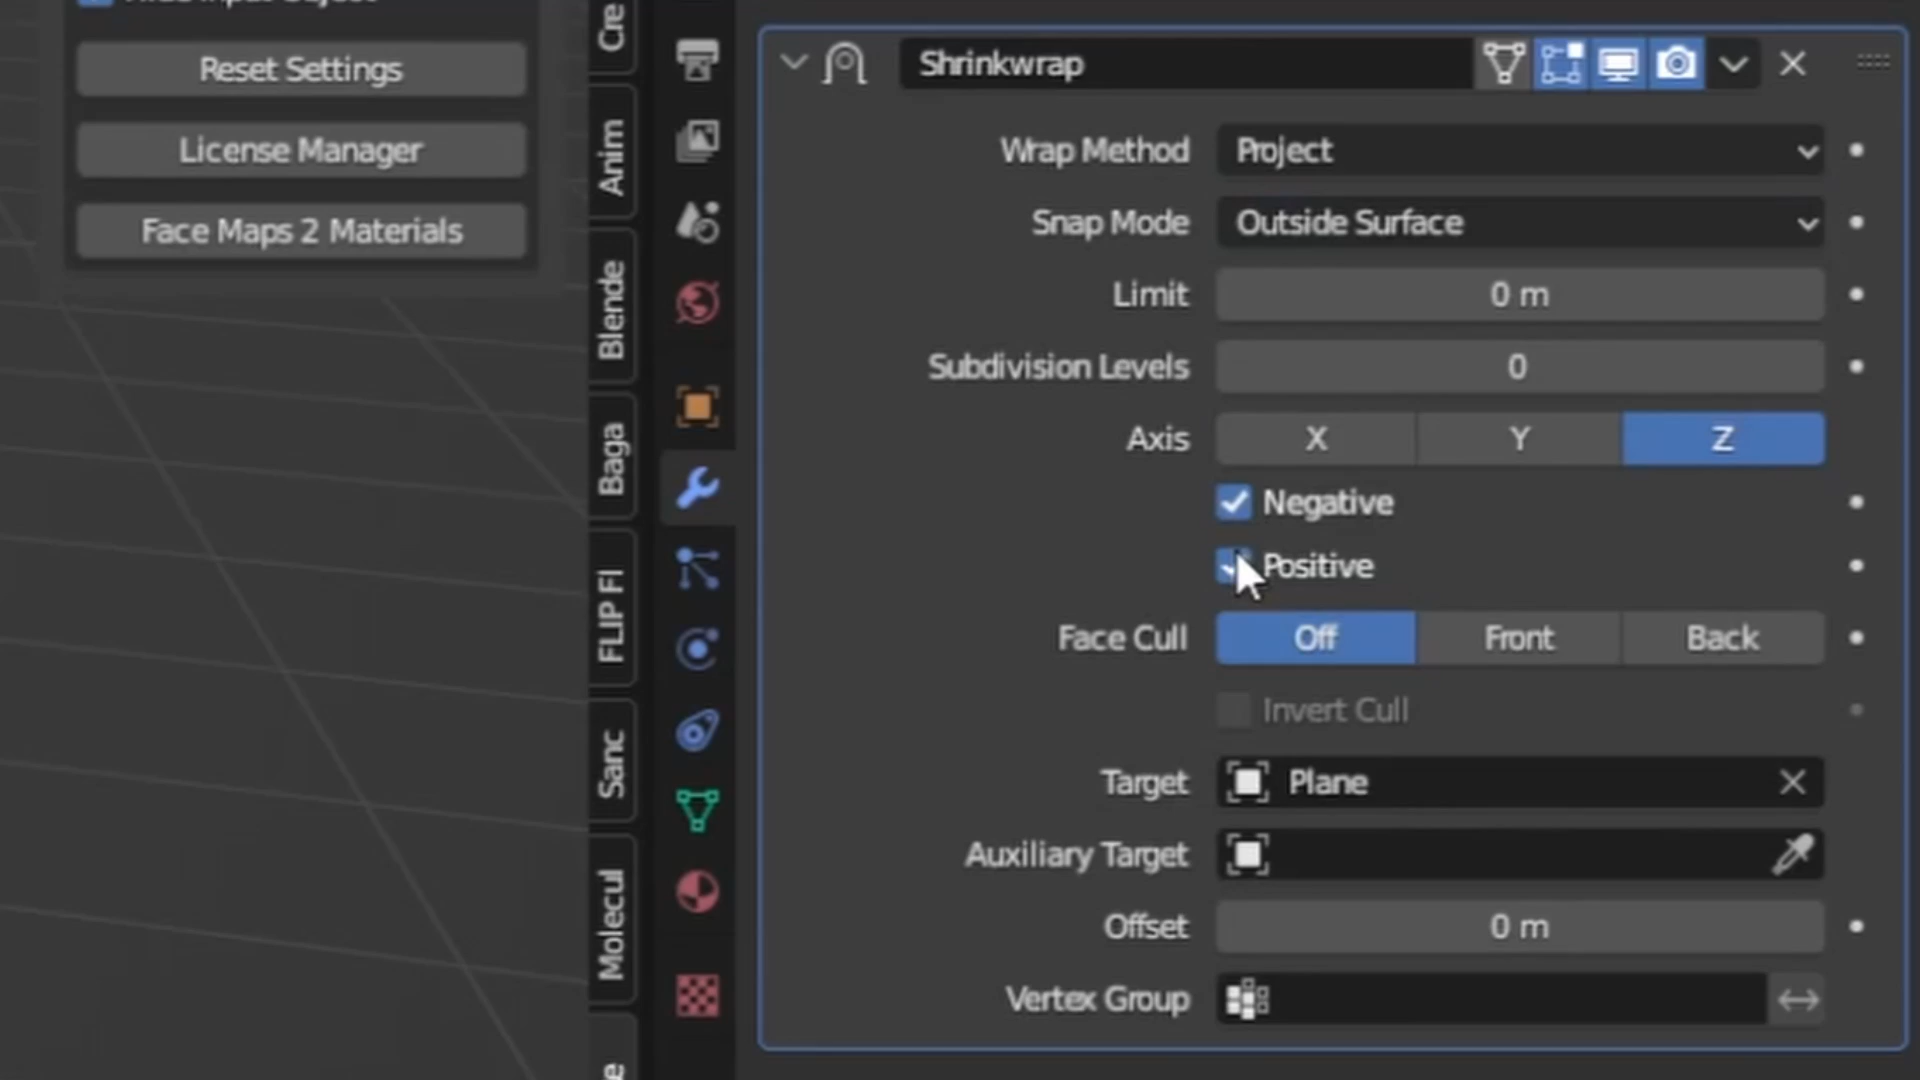 Reset Settings
License Manager
Face Maps 2 Materials
Cre
Anim
Blende
Baga
FLIP Fl
Sanc
Molecul
Shrinkwrap
Wrap Method Project
Snap Mode Outside Surface
Limit 0 m
Subdivision Levels 0
Axis X Y Z
Negative
Positive
Face Cull Off Front Back
Invert Cull
Target Plane
Auxiliary Target
Offset 0 m
Vertex Group